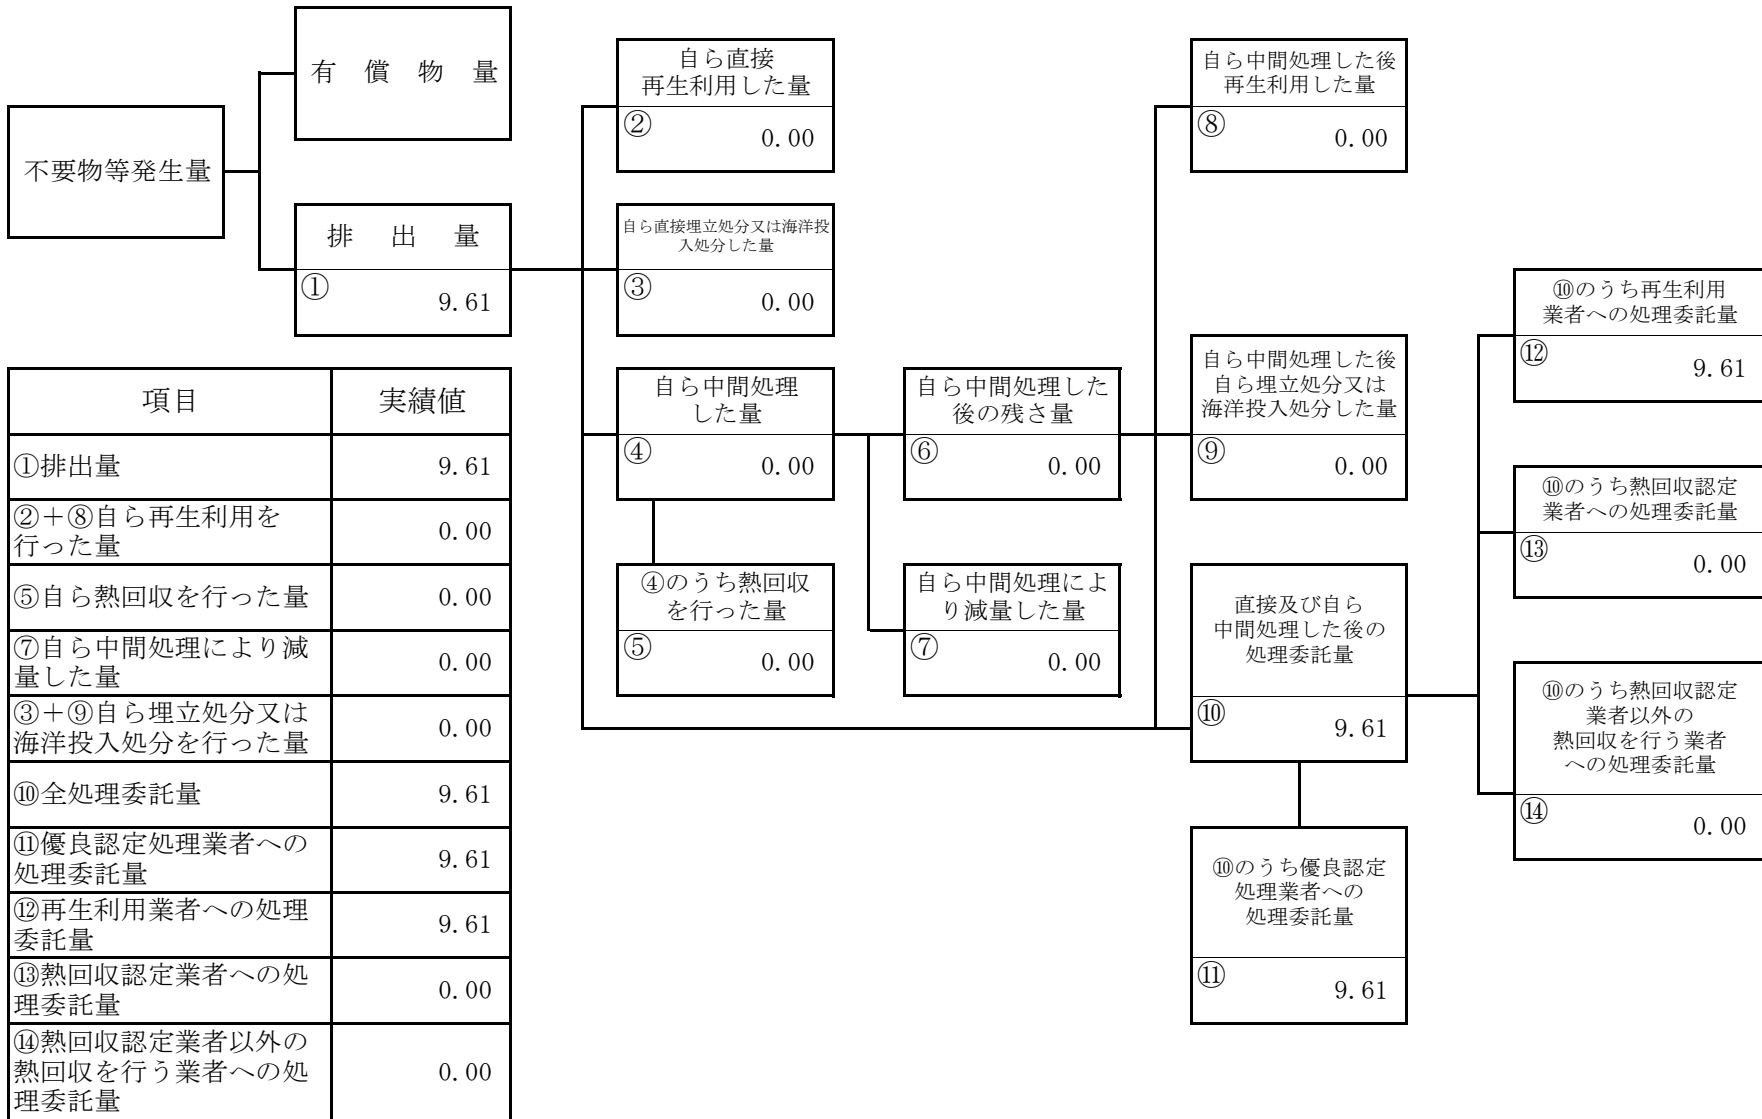 有償物量
不要物等発生量
排出量
①
9.61
自ら直接
再生利用した量
②
0.00
自ら直接埋立処分又は海洋投
入処分した量
③
0.00
自ら中間処理
した量
④
0.00
④のうち熱回収
を行った量
⑤
0.00
自ら中間処理した
後の残さ量
⑥
0.00
自ら中間処理によ
り減量した量
⑦
0.00
自ら中間処理した後
再生利用した量
⑧
0.00
自ら中間処理した後
自ら埋立処分又は
海洋投入処分した量
⑨
0.00
直接及び自ら
中間処理した後の
処理委託量
⑩
9.61
⑩のうち優良認定
処理業者への
処理委託量
⑪
9.61
⑩のうち再生利用
業者への処理委託量
⑫
9.61
⑩のうち熱回収認定
業者への処理委託量
⑬
0.00
⑩のうち熱回収認定
業者以外の
熱回収を行う業者
への処理委託量
⑭
0.00
項目 実績値
①排出量 9.61
②+⑧自ら再生利用を
行った量 0.00
⑤自ら熱回収を行った量 0.00
⑦自ら中間処理により減
量した量 0.00
③+⑨自ら埋立処分又は
海洋投入処分を行った量 0.00
⑩全処理委託量 9.61
⑪優良認定処理業者への
処理委託量 9.61
⑫再生利用業者への処理
委託量 9.61
⑬熱回収認定業者への処
理委託量 0.00
⑭熱回収認定業者以外の
熱回収を行う業者への処
理委託量 0.00